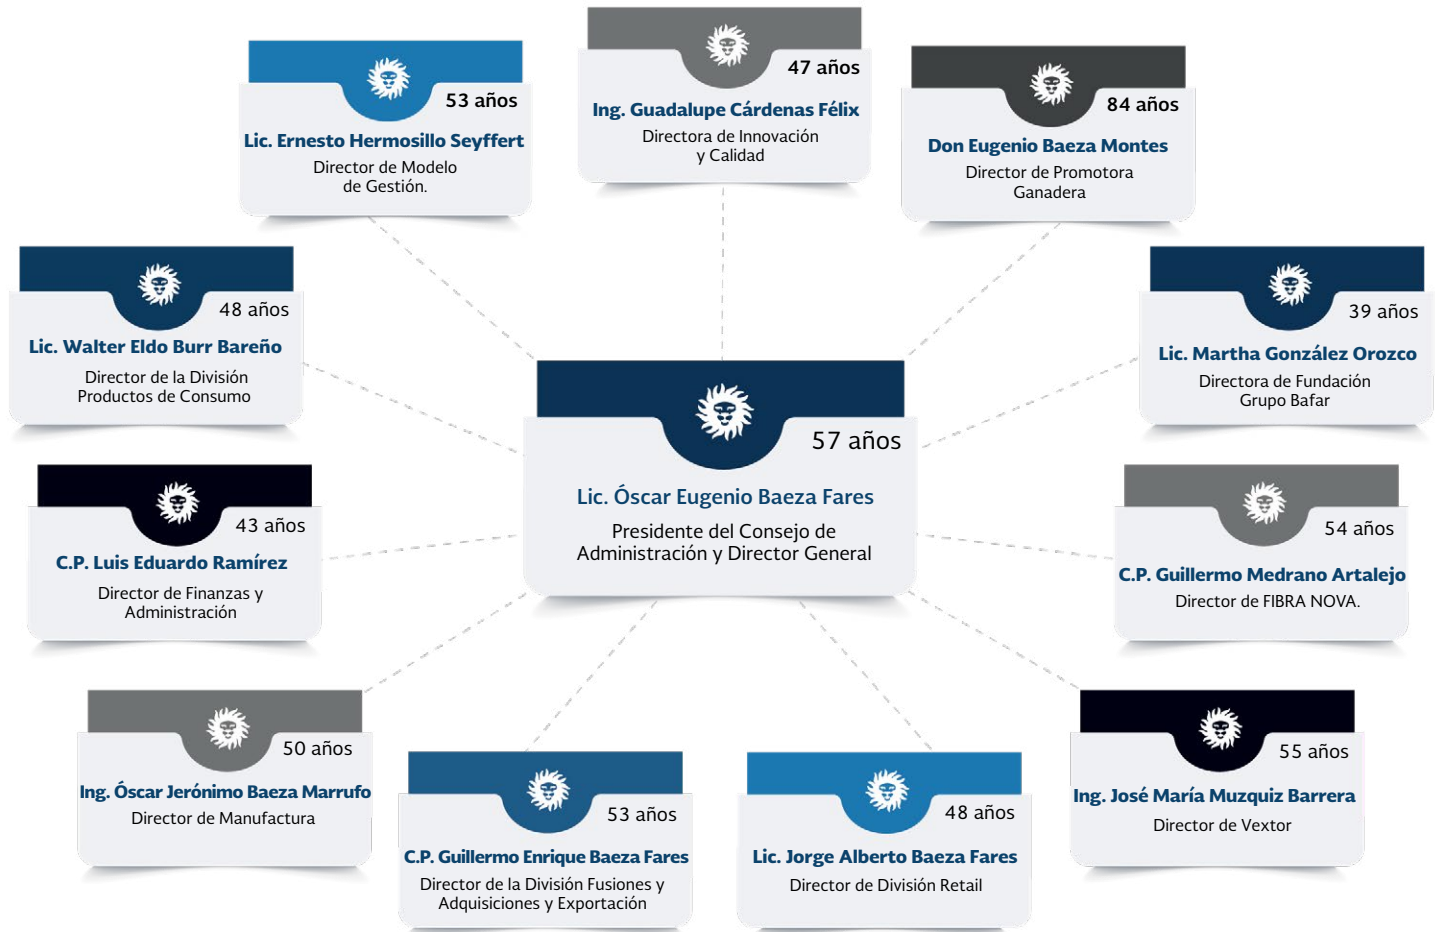 53 años
Lic. Ernesto Hermosillo Seyffert
Director de Modelo
de Gestión.
47 años
Ing. Guadalupe Cárdenas Félix
Directora de Innovación
y Calidad
84 años
Don Eugenio Baeza Montes
Director de Promotora
Ganadera
48 años
Lic. Walter Eldo Burr Bareño
Director de la División
Productos de Consumo
39 años
Lic. Martha González Orozco
Directora de Fundación
Grupo Bafar
57 años
Lic. Óscar Eugenio Baeza Fares
Presidente del Consejo de
Administración y Director General
43 años
C.P. Luis Eduardo Ramírez
Director de Finanzas y
Administración
54 años
C.P. Guillermo Medrano Artalejo
Director de FIBRA NOVA.
50 años
Ing. Óscar Jerónimo Baeza Marrufo
Director de Manufactura
53 años
C.P. Guillermo Enrique Baeza Fares
Director de la División Fusiones y
Adquisiciones y Exportación
48 años
Lic. Jorge Alberto Baeza Fares
Director de División Retail
55 años
Ing. José María Muzquiz Barrera
Director de Vextor